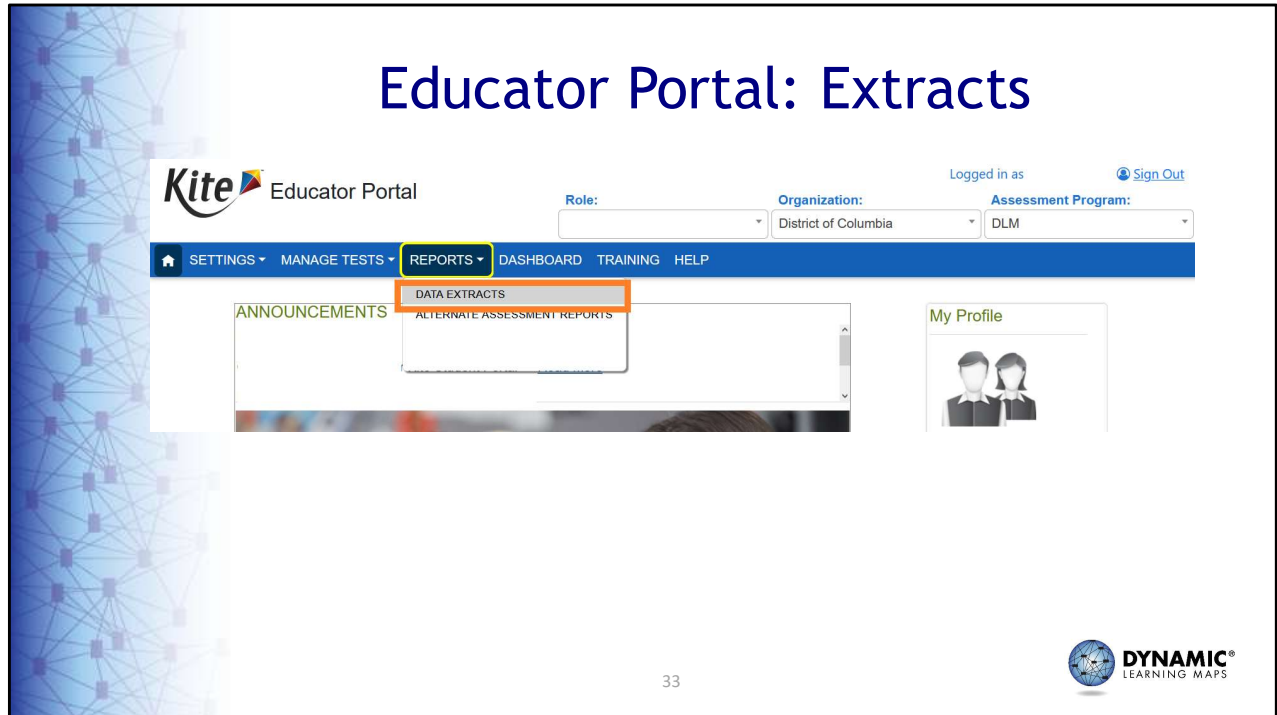 Educator Portal: Extracts
Kite Educator Portal
Logged in as Sign Out
Role: Organization: Assessment Program:
District of Columbia DLM
SETTINGS MANAGE TESTS REPORTS DASHBOARD TRAINING HELP
DATA EXTRACTS
ANNOUNCEMENTS ALTERNATE ASSESSMENT REPORTS My Profile
33
DYNAMIC®
LEARNING MAPS